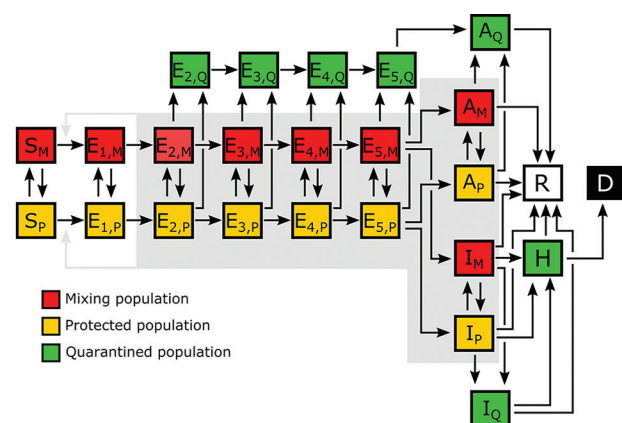 A_Q
E_2,Q E_3,Q E_4,Q E_5,Q
A_M
S_M E_1,M E_2,M E_3,M E_4,M E_5,M
A_P R D
S_P E_1,P E_2,P E_3,P E_4,P E_5,P
I_M H
Mixing population
Protected population
I_P
Quarantined population
I_Q